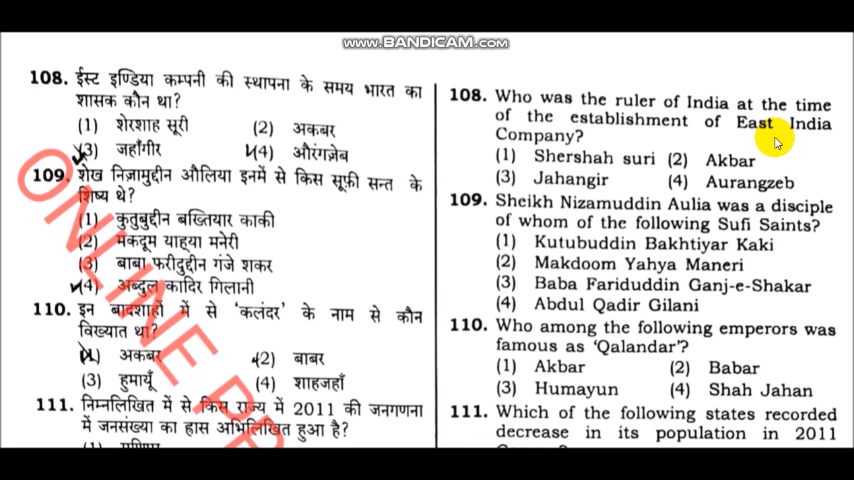 www.BANDICAM.com
108. ईस्ट इण्डिया कम्पनी की स्थापना के समय भारत का
शासक कौन था?
(1) शेरशाह सूरी (2) अकबर
(3) जहाँगीर (4) औरंगज़ेब
109. शेख निज़ामुद्दीन औलिया इनमें से किस सूफ़ी सन्त के
शिष्य थे?
(1) कुतुबुद्दीन बख्तियार काकी
(2) मकदूम याह्या मनेरी
(3) बाबा फरीदुद्दीन गंजे शकर
(4) अब्दुल कादिर गिलानी
110. इन बादशाहों में से 'कलंदर' के नाम से कौन
विख्यात था?
(1) अकबर (2) बाबर
(3) हुमायूँ (4) शाहजहाँ
111. निम्नलिखित में से किस राज्य में 2011 की जनगणना
में जनसंख्या का ह्रास अभिलिखित हुआ है?
108. Who was the ruler of India at the time
of the establishment of East India
Company?
(1) Shershah suri (2) Akbar
(3) Jahangir (4) Aurangzeb
109. Sheikh Nizamuddin Aulia was a disciple
of whom of the following Sufi Saints?
(1) Kutubuddin Bakhtiyar Kaki
(2) Makdoom Yahya Maneri
(3) Baba Fariduddin Ganj-e-Shakar
(4) Abdul Qadir Gilani
110. Who among the following emperors was
famous as 'Qalandar'?
(1) Akbar (2) Babar
(3) Humayun (4) Shah Jahan
111. Which of the following states recorded
decrease in its population in 2011
ONLINE